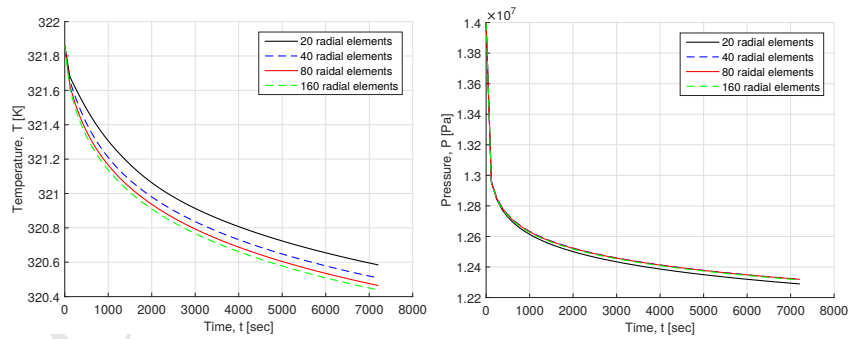 322
321.8
321.6
321.4
321.2
321
320.8
320.6
320.4
Temperature, T [K]
0 1000 2000 3000 4000 5000 6000 7000 8000
Time, t [sec]
20 radial elements
40 radial elements
80 raidal elements
160 radial elements
×10⁷
1.4
1.38
1.36
1.34
1.32
1.3
1.28
1.26
1.24
1.22
Pressure, P [Pa]
0 1000 2000 3000 4000 5000 6000 7000 8000
Time, t [sec]
20 radial elements
40 radial elements
80 raidal elements
160 radial elements